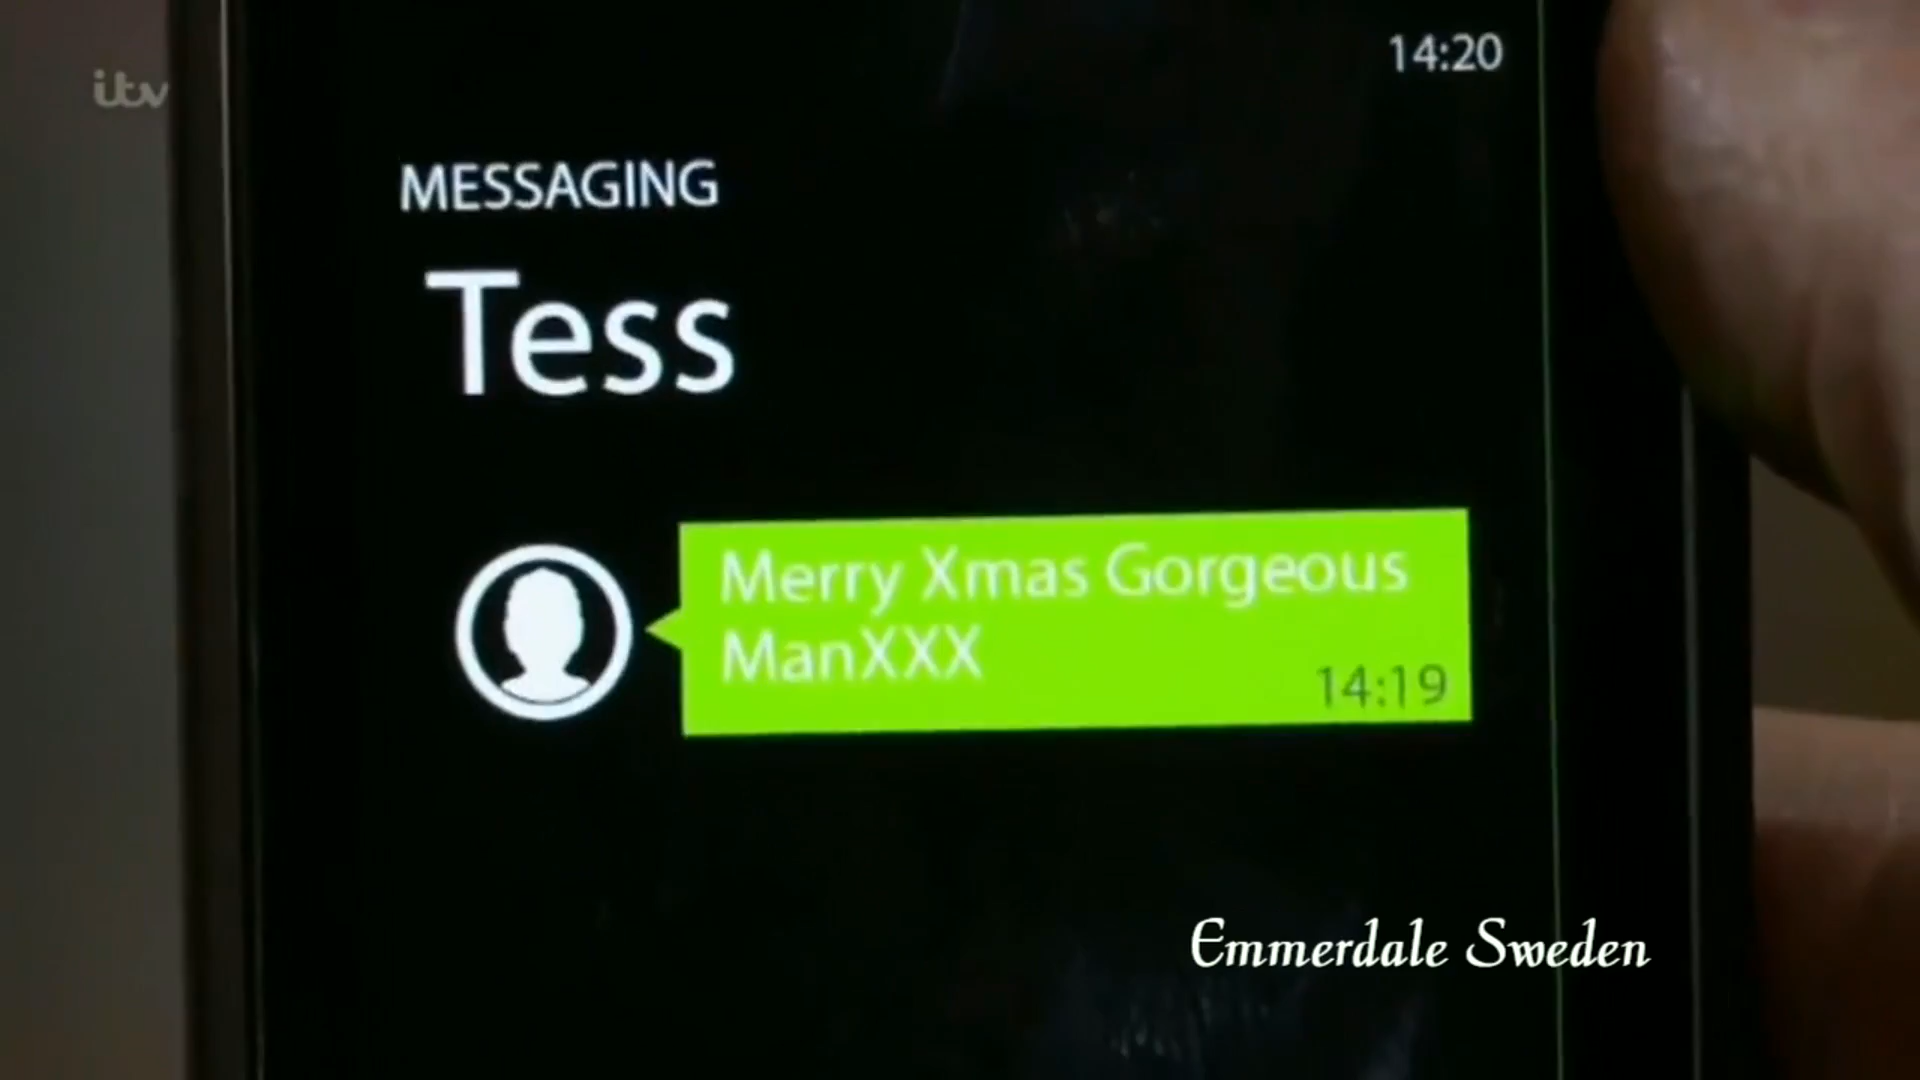 itv
14:20
MESSAGING
Tess
Merry Xmas Gorgeous
ManXXX
14:19
Emmerdale Sweden